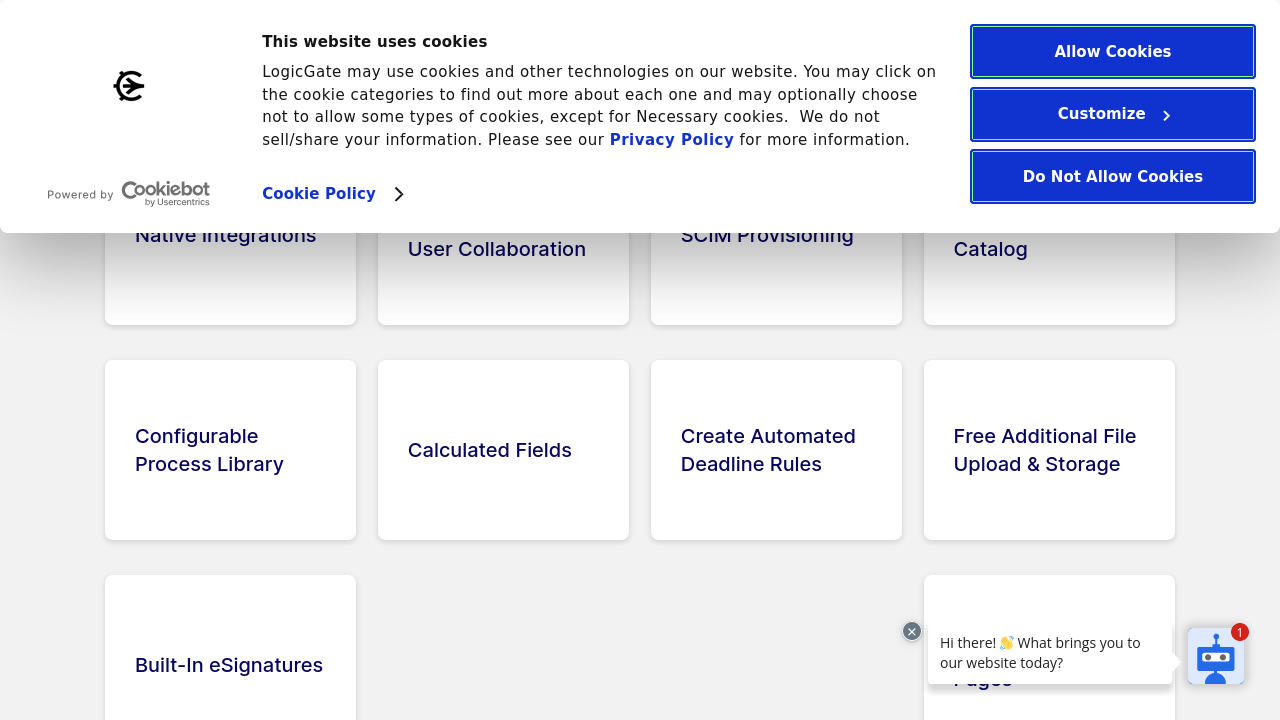 This website uses cookies
LogicGate may use cookies and other technologies on our website. You may click on
the cookie categories to find out more about each one and may optionally choose
not to allow some types of cookies, except for Necessary cookies.  We do not
sell/share your information. Please see our Privacy Policy for more information.
Cookie Policy
Powered by Cookiebot
by Usercentrics
Allow Cookies
Customize
Do Not Allow Cookies
Native Integrations
User Collaboration
SCIM Provisioning
Catalog
Configurable
Process Library
Calculated Fields
Create Automated
Deadline Rules
Free Additional File
Upload & Storage
Built-In eSignatures
Pages
Hi there! 👋 What brings you to
our website today?
1